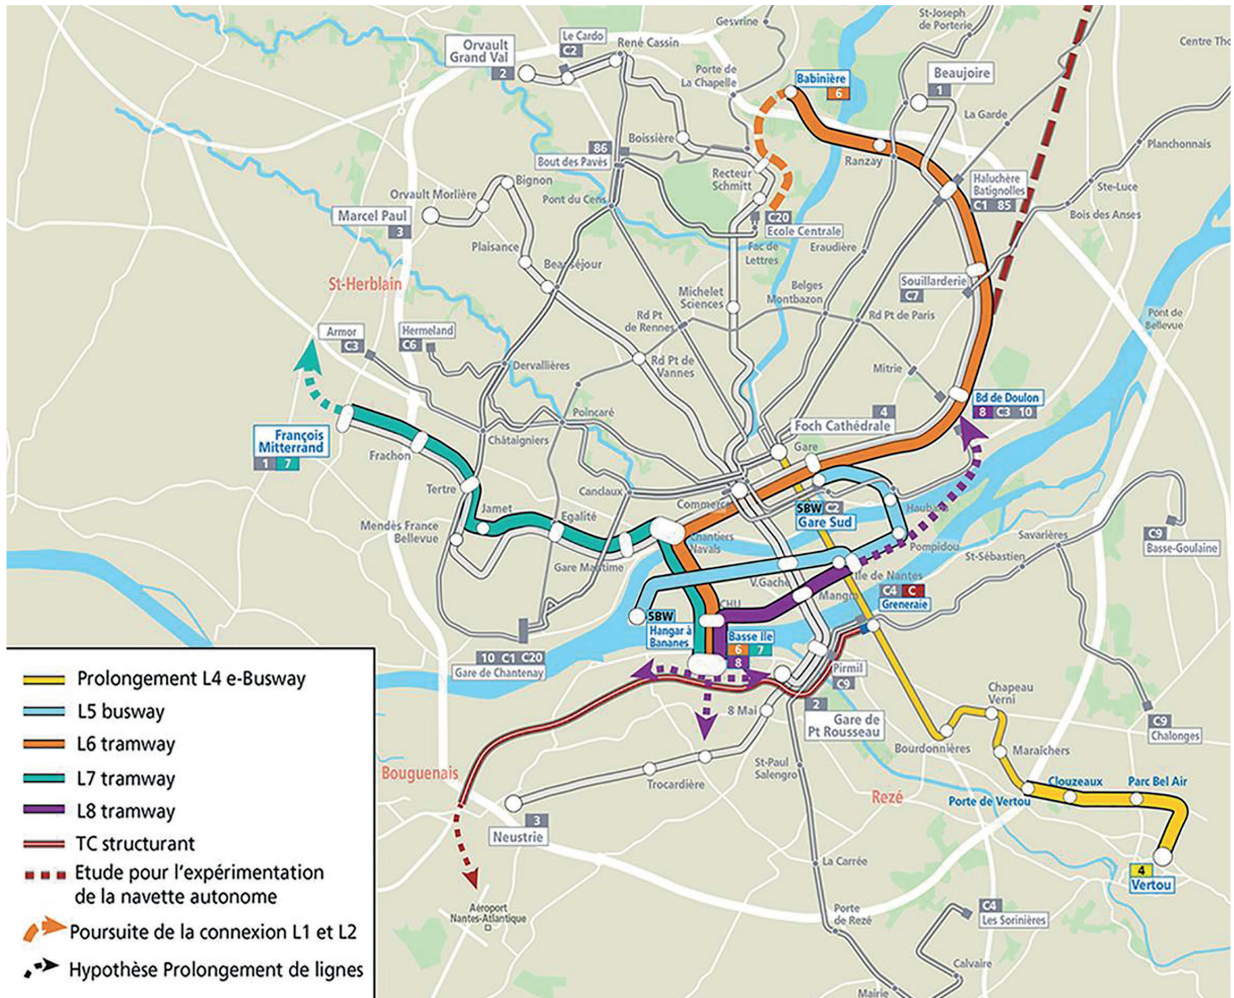 Gesvrine
St-Joseph
de Porterie
Centre Tho
Le Cardo
C2
Orvault
Grand Val
2
René Cassin
Porte de
La Chapelle
Babinière
6
Beaujoire
1
La Garde
Planchonnais
Boissière
86
Bout des Pavés
Ranzay
Recteur
Schmitt
Haluchère
Batignolles
C1 85
Ste-Luce
Bois des Anses
Bignon
Orvault Morlière
Pont du Cens
Marcel Paul
3
C20
Ecole Centrale
Fac de
Lettres
Eraudière
Plaisance
Beauséjour
St-Herblain
Souillarderie
C7
Michelet
Sciences
Belges
Montbazon
Rd Pt
de Rennes
Rd Pt de Paris
Pont de
Bellevue
Armor
C3
Hermeland
C6
Dervallières
Rd Pt de
Vannes
Mitrie
Bd de Doulon
8 C3 10
Poincaré
4
Foch Cathédrale
François
Mitterrand
1 7
Châtaigniers
Frachon
Gare
Tertre
Canclaux
Commerce
5BW C2
Gare Sud
Haubans
Jamet
Egalité
Mendès France
Bellevue
Chantiers
Navals
Pompidou
Savarières
C9
Basse-Goulaine
St-Sébastien
Gare Maritime
V.Gache
Ile de Nantes
C4 C
Greneraie
Mangin
CHU
5BW
Hangar à
Bananes
Basse Ile
6 7
8
10 C1 C20
Gare de Chantenay
Pirmil
C9
2
Gare de
Pt Rousseau
8 Mai
Chapeau
Verni
C9
Chalonges
Bourdonnières
Maraîchers
St-Paul
Salengro
Bouguenais
Trocardière
Rezé
Clouzeaux
Parc Bel Air
Porte de Vertou
3
Neustrie
La Carrée
4
Vertou
Aéroport
Nantes-Atlantique
Porte
de Rezé
C4
Les Sorinières
Calvaire
Mairie
Prolongement L4 e-Busway
L5 busway
L6 tramway
L7 tramway
L8 tramway
TC structurant
Etude pour l'expérimentation
de la navette autonome
Poursuite de la connexion L1 et L2
Hypothèse Prolongement de lignes